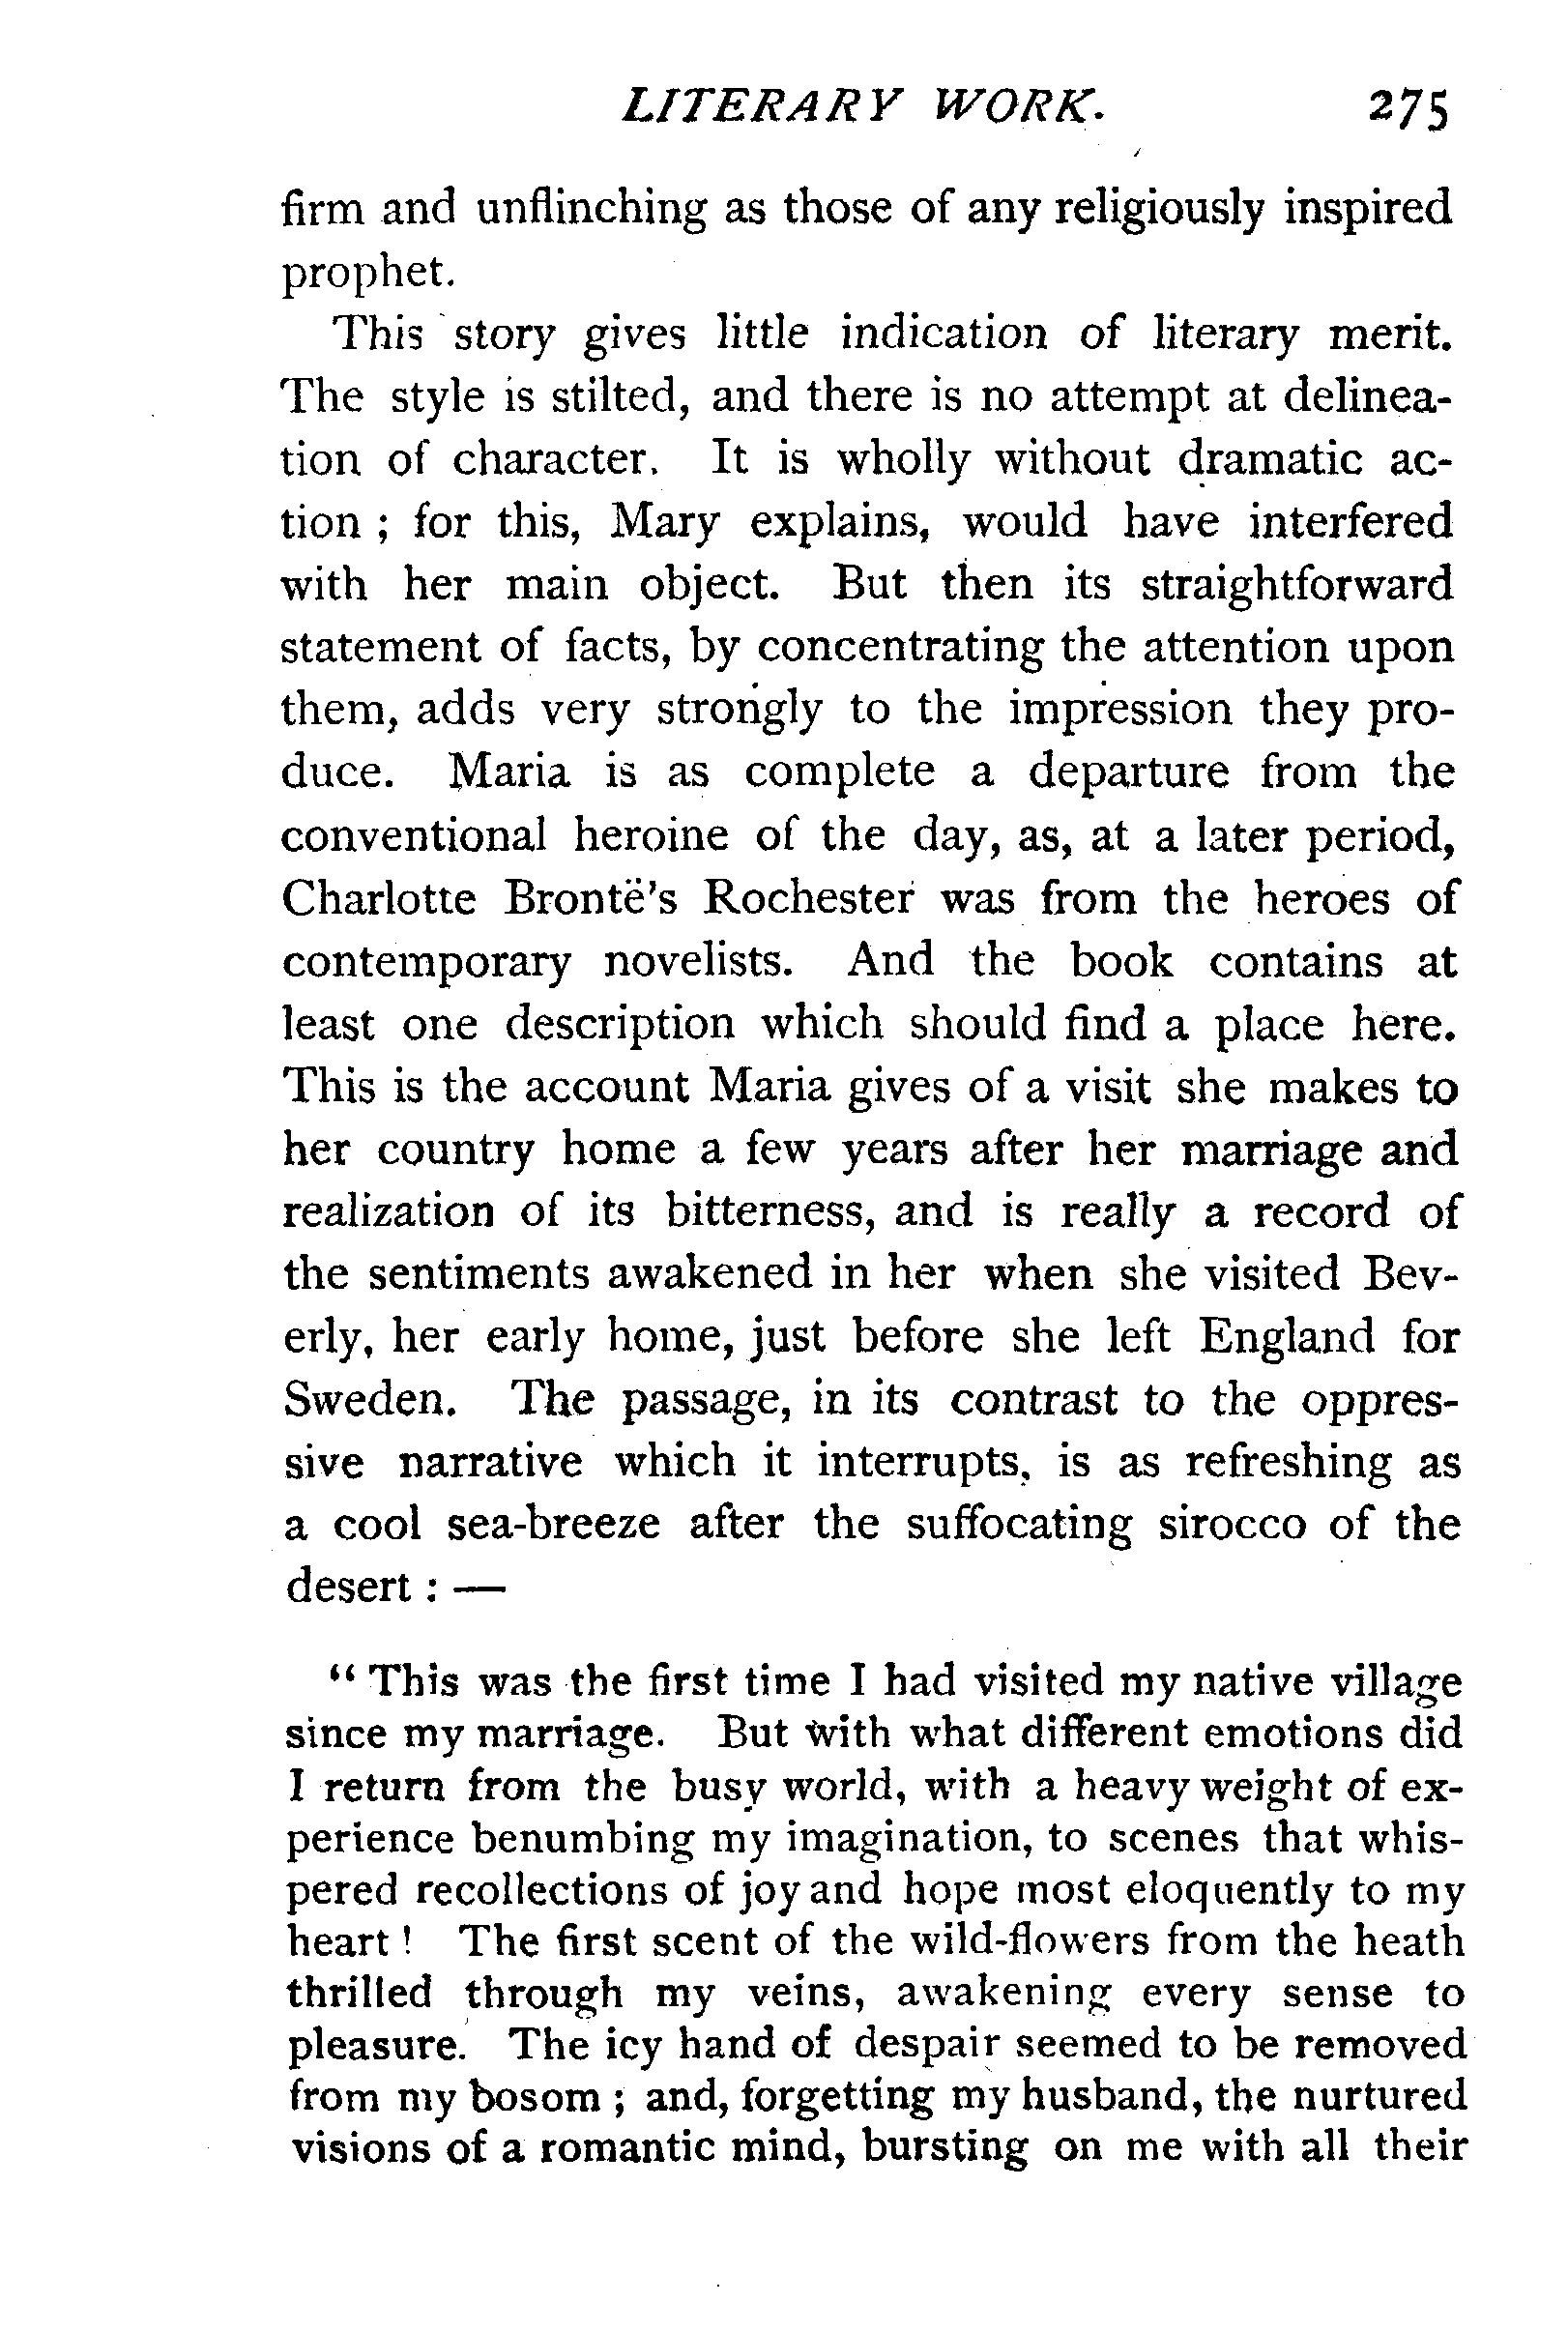 LITERARY WORK. 275
firm and unflinching as those of any religiously inspired
prophet.
This story gives little indication of literary merit.
The style is stilted, and there is no attempt at delinea-
tion of character. It is wholly without dramatic ac-
tion ; for this, Mary explains, would have interfered
with her main object. But then its straightforward
statement of facts, by concentrating the attention upon
them, adds very strongly to the impression they pro-
duce. Maria is as complete a departure from the
conventional heroine of the day, as, at a later period,
Charlotte Brontë's Rochester was from the heroes of
contemporary novelists. And the book contains at
least one description which should find a place here.
This is the account Maria gives of a visit she makes to
her country home a few years after her marriage and
realization of its bitterness, and is really a record of
the sentiments awakened in her when she visited Bev-
erly, her early home, just before she left England for
Sweden. The passage, in its contrast to the oppres-
sive narrative which it interrupts, is as refreshing as
a cool sea-breeze after the suffocating sirocco of the
desert : —
“ This was the first time I had visited my native village
since my marriage. But with what different emotions did
I return from the busy world, with a heavy weight of ex-
perience benumbing my imagination, to scenes that whis-
pered recollections of joy and hope most eloquently to my
heart ! The first scent of the wild-flowers from the heath
thrilled through my veins, awakening every sense to
pleasure. The icy hand of despair seemed to be removed
from my bosom ; and, forgetting my husband, the nurtured
visions of a romantic mind, bursting on me with all their